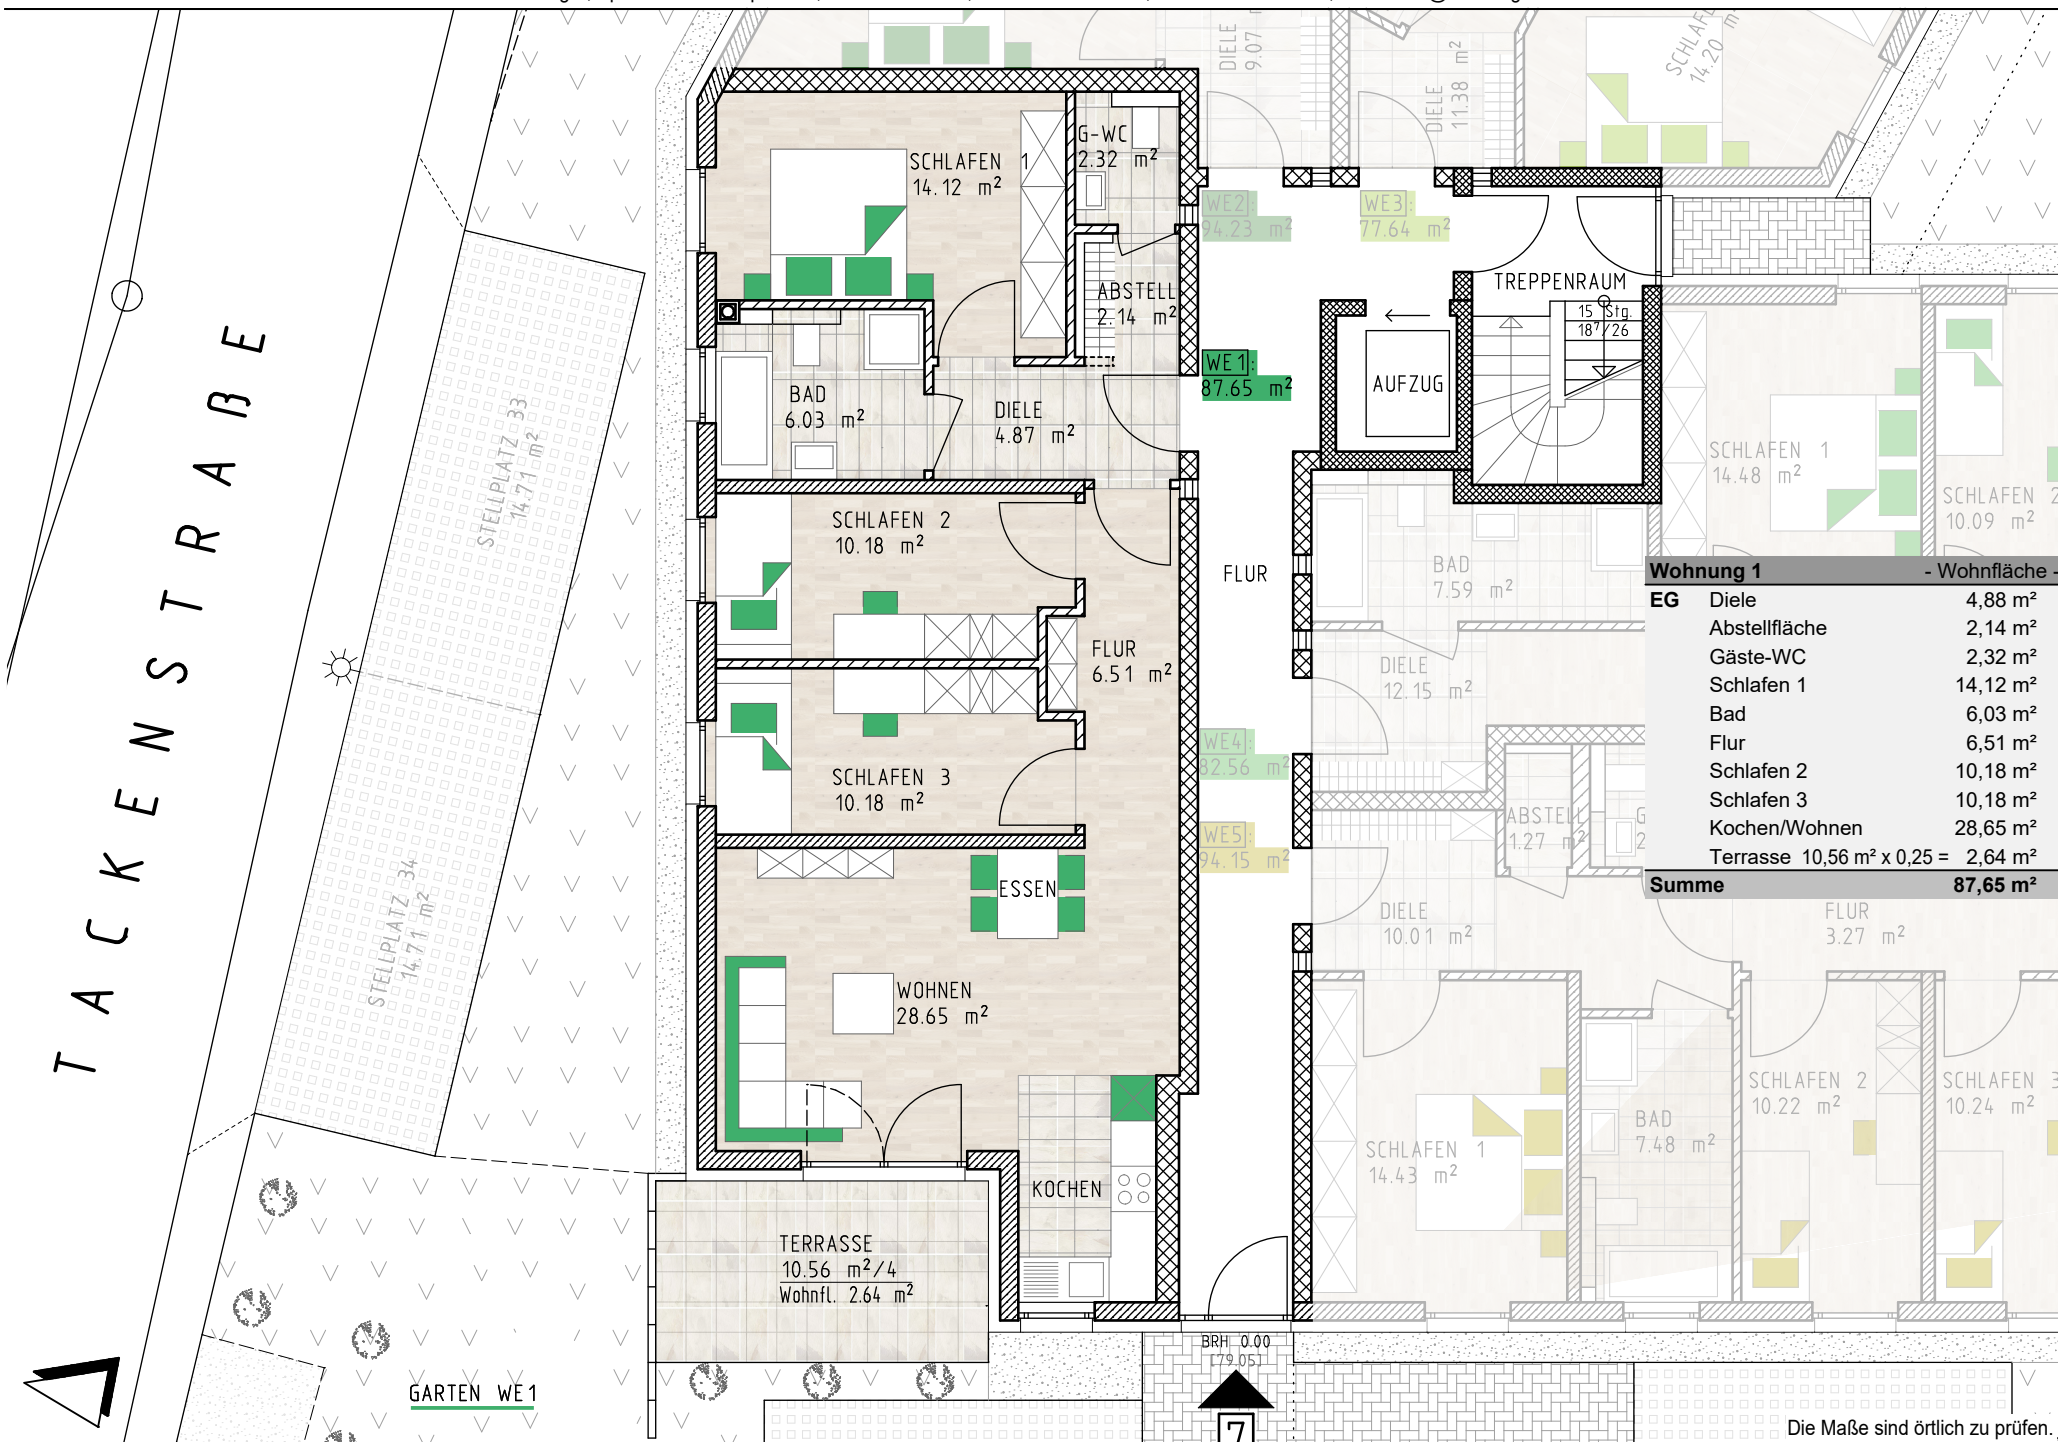 DIELE
9.07
DIELE
11.38 m²
SCHLAFEN
14.20 m²
SCHLAFEN 1
14.12 m²
G-WC
2.32 m²
WE2:
94.23 m²
WE3:
77.64 m²
TREPPENRAUM
15 Stg.
18⁷/26
ABSTELL
2.14 m²
WE1:
87.65 m²
AUFZUG
BAD
6.03 m²
DIELE
4.87 m²
TACKENSTRAßE
STELLPLATZ 33
14.71 m²
STELLPLATZ 34
14.71 m²
SCHLAFEN 1
14.48 m²
SCHLAFEN 2
10.09 m²
SCHLAFEN 2
10.18 m²
FLUR
BAD
7.59 m²
FLUR
6.51 m²
DIELE
12.15 m²
Wohnung 1 - Wohnfläche -
EG Diele 4,88 m²
Abstellfläche 2,14 m²
Gäste-WC 2,32 m²
Schlafen 1 14,12 m²
Bad 6,03 m²
Flur 6,51 m²
Schlafen 2 10,18 m²
Schlafen 3 10,18 m²
Kochen/Wohnen 28,65 m²
Terrasse 10,56 m² x 0,25 = 2,64 m²
Summe 87,65 m²
WE4:
82.56 m²
SCHLAFEN 3
10.18 m²
WE5:
94.15 m²
ABSTELL
1.27 m²
ESSEN
DIELE
10.01 m²
FLUR
3.27 m²
WOHNEN
28.65 m²
SCHLAFEN 1
14.43 m²
BAD
7.48 m²
SCHLAFEN 2
10.22 m²
SCHLAFEN 3
10.24 m²
KOCHEN
TERRASSE
10.56 m²/4
Wohnfl. 2.64 m²
BRH 0.00
[79.05]
GARTEN WE1
7
Die Maße sind örtlich zu prüfen.